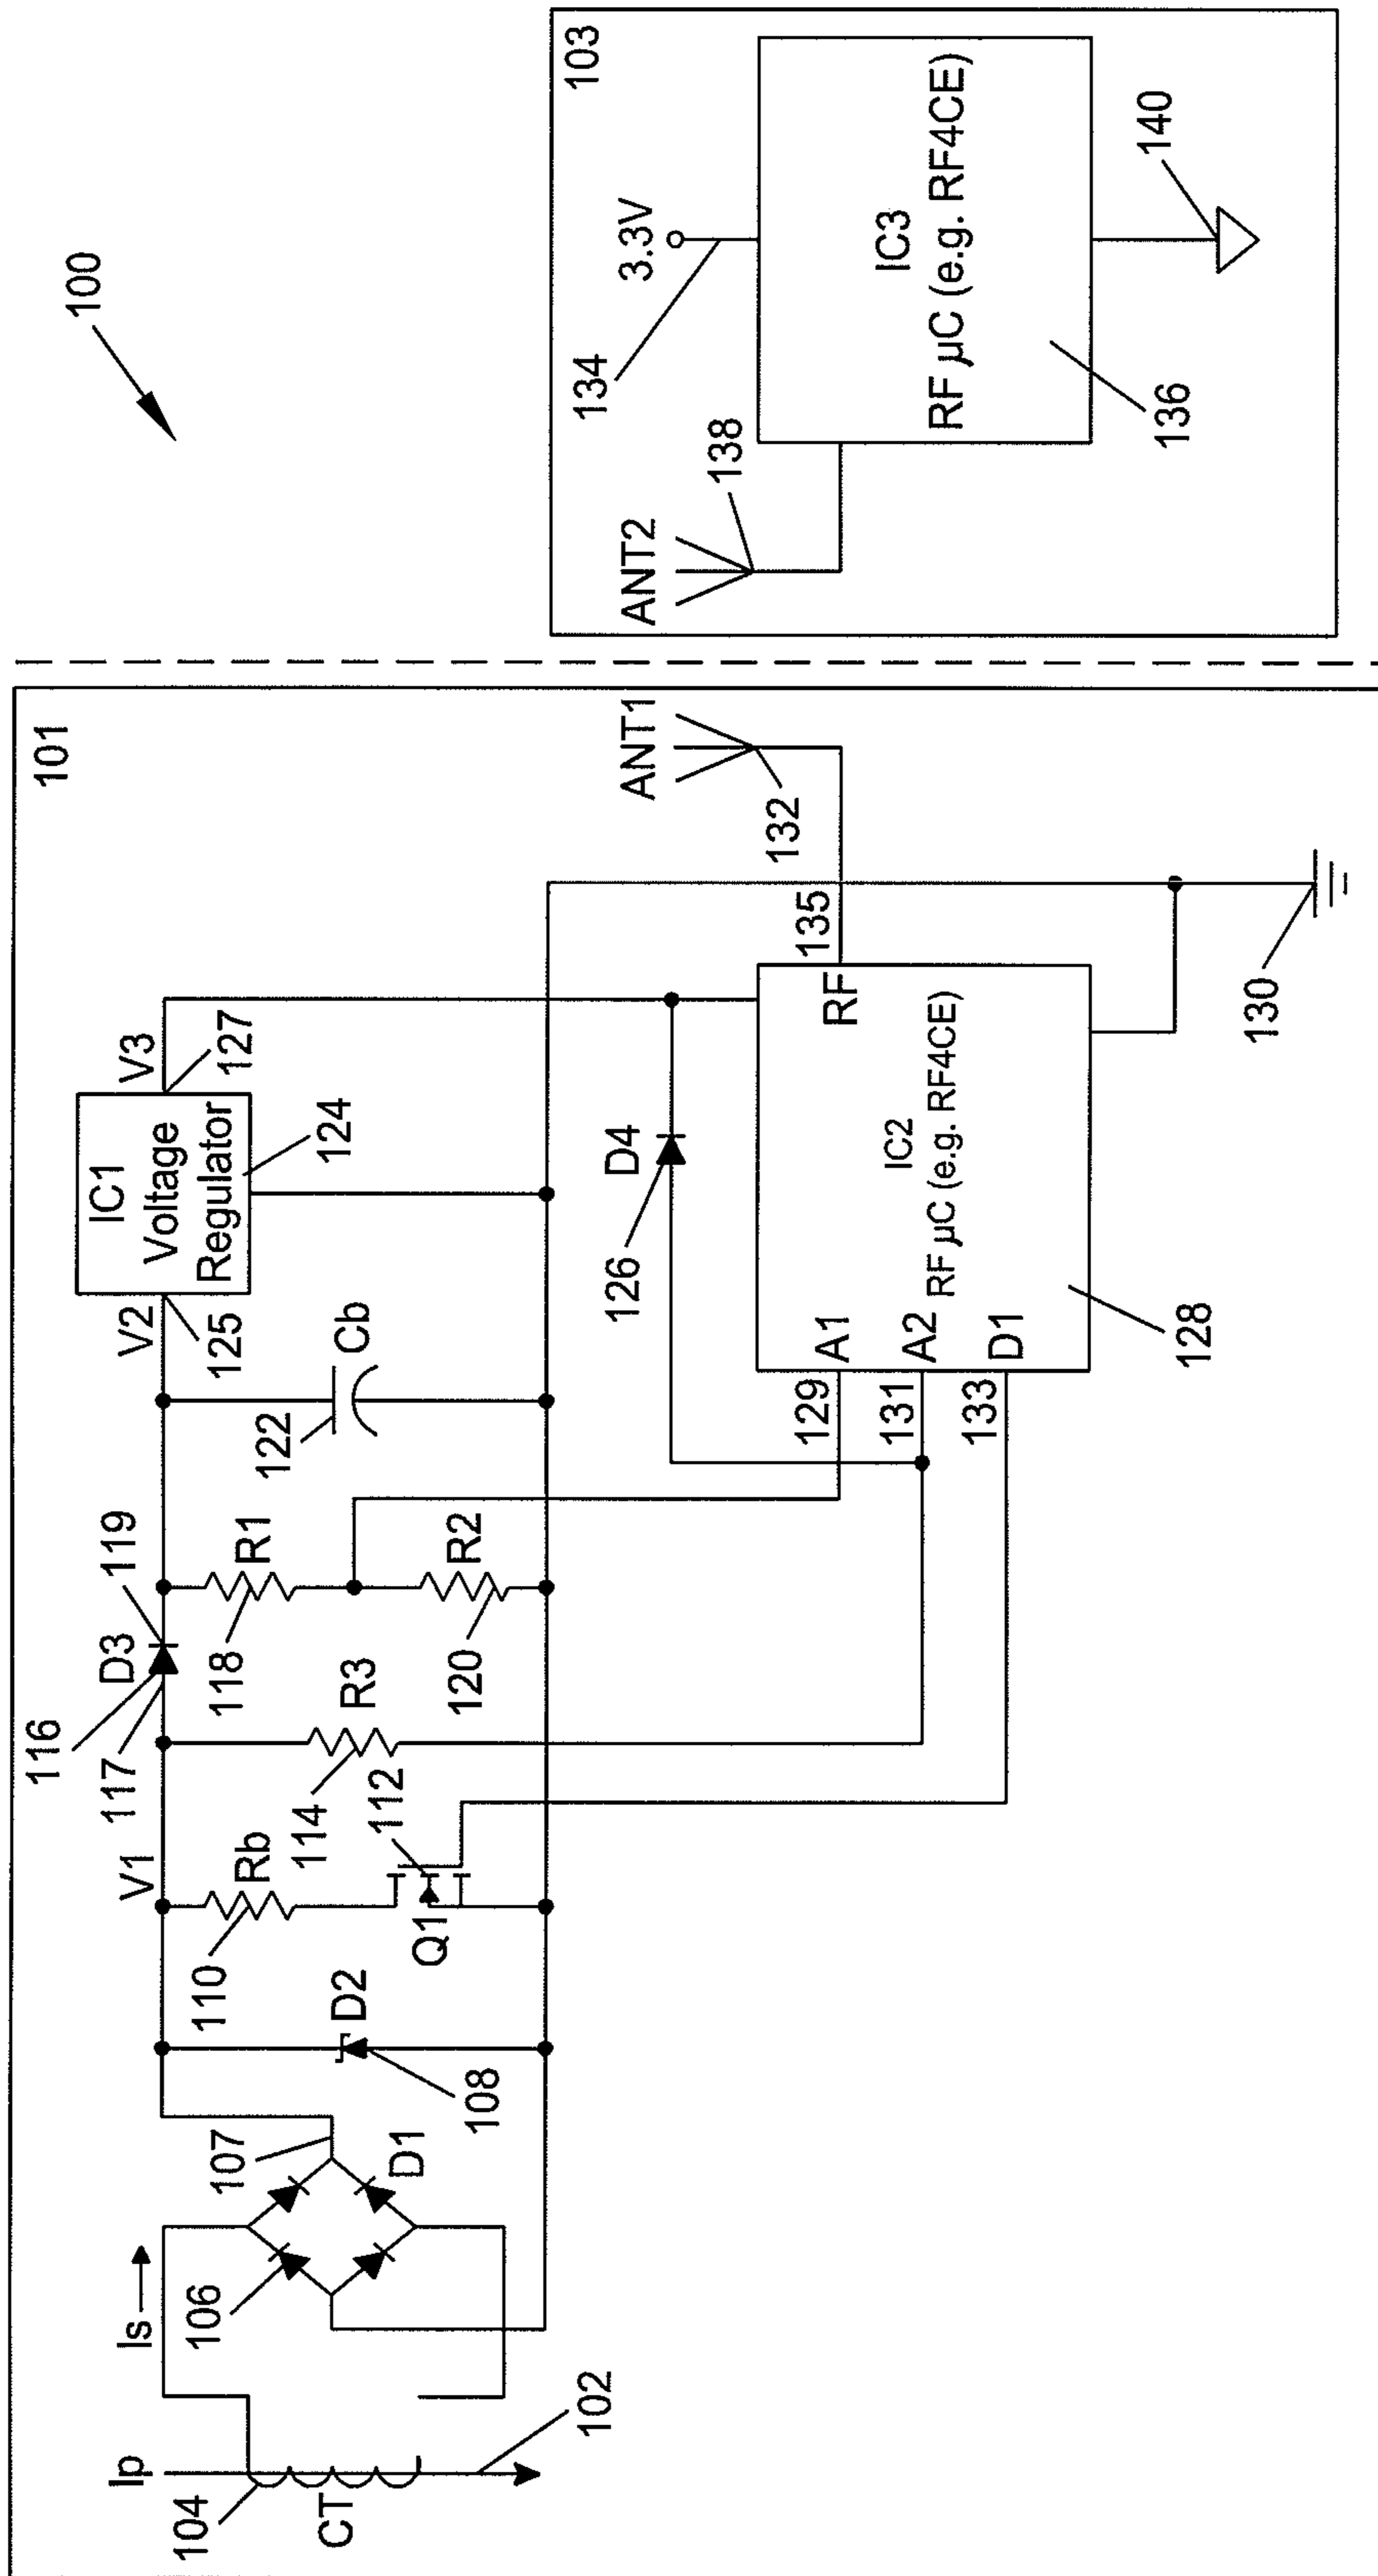 100
101
Ip
104
CT
102
Is
106
107
D1
D2
108
V1
110
Rb
Q1
112
114
R3
116
117
D3
119
118
R1
120
R2
122
Cb
V2
125
IC1
Voltage
Regulator
124
V3
127
D4
126
129
A1
131
A2
133
D1
IC2
RF µC (e.g. RF4CE)
128
RF
135
ANT1
132
130
103
ANT2
138
3.3V
134
IC3
RF µC (e.g. RF4CE)
136
140